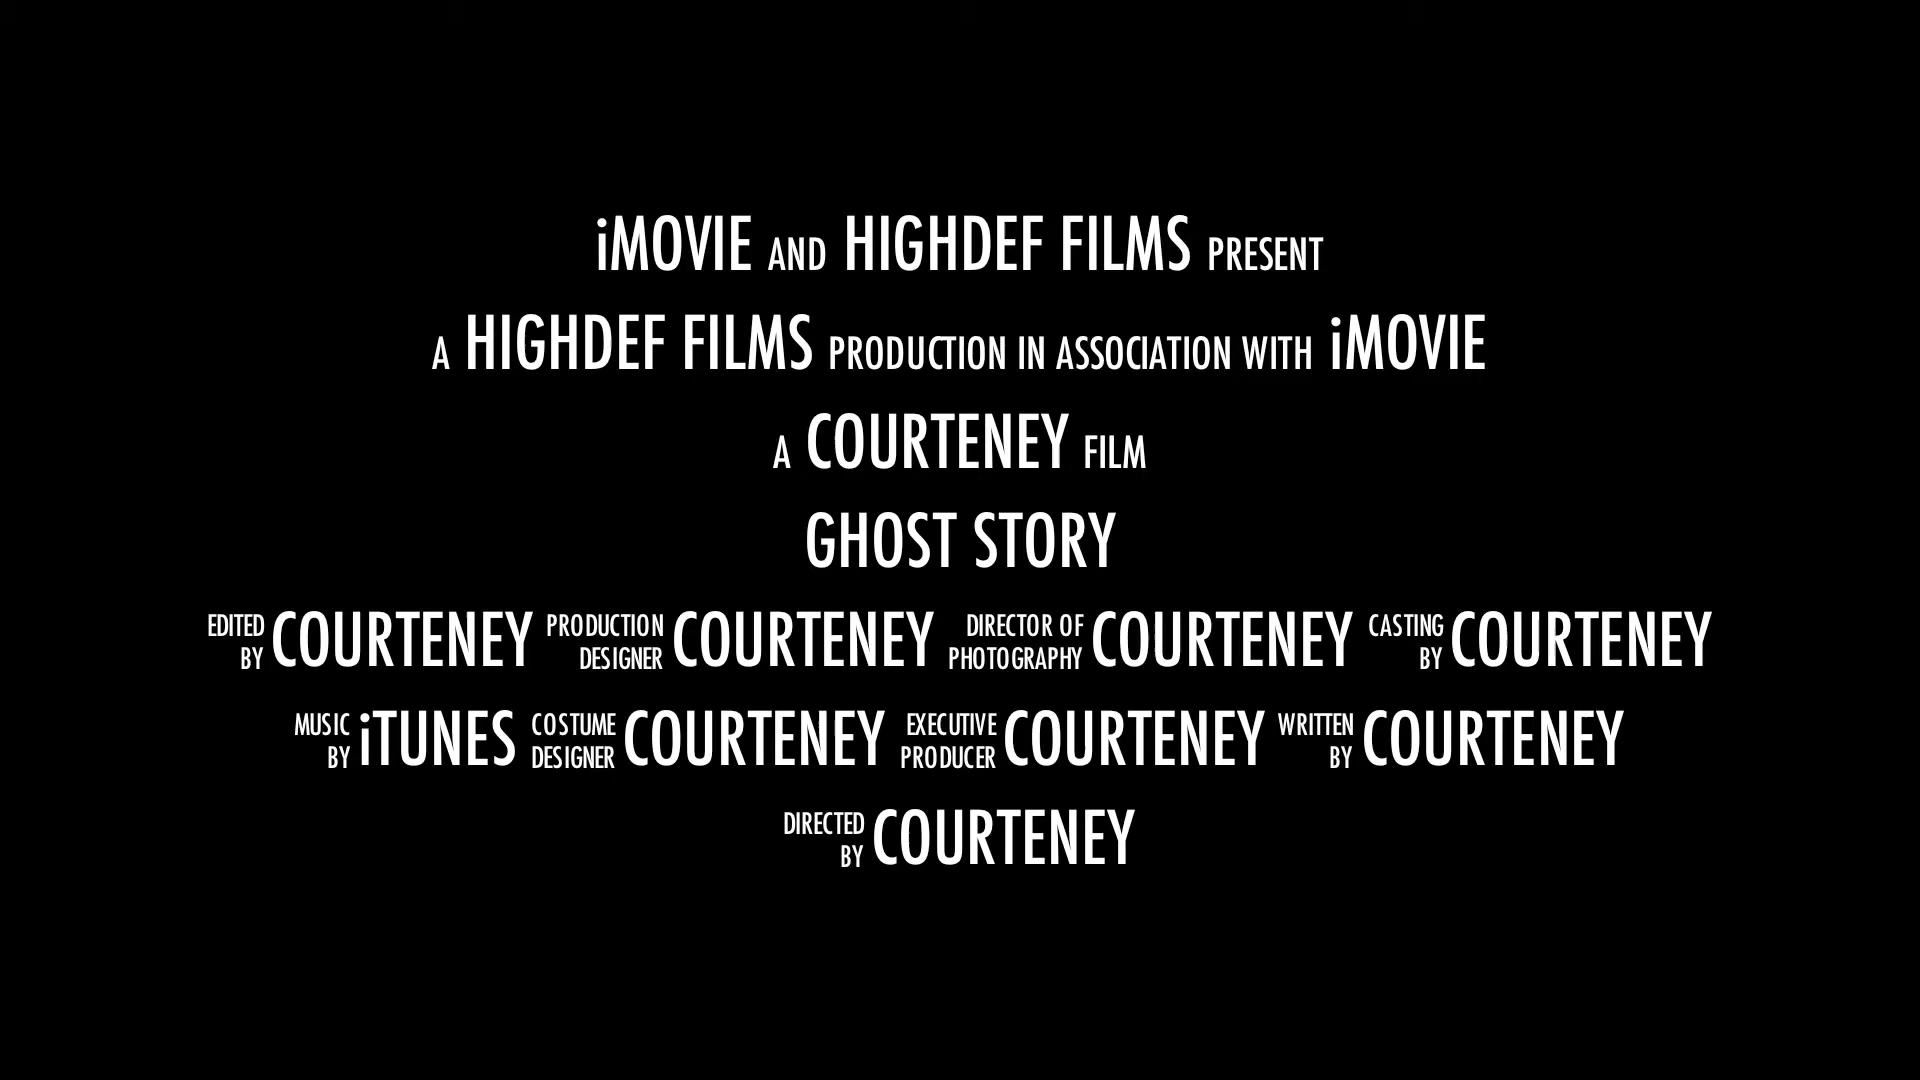 iMOVIE AND HIGHDEF FILMS PRESENT
A HIGHDEF FILMS PRODUCTION IN ASSOCIATION WITH iMOVIE
A COURTENEY FILM
GHOST STORY
EDITED BY COURTENEY PRODUCTION DESIGNER COURTENEY DIRECTOR OF PHOTOGRAPHY COURTENEY CASTING BY COURTENEY
MUSIC BY iTUNES COSTUME DESIGNER COURTENEY EXECUTIVE PRODUCER COURTENEY WRITTEN BY COURTENEY
DIRECTED BY COURTENEY